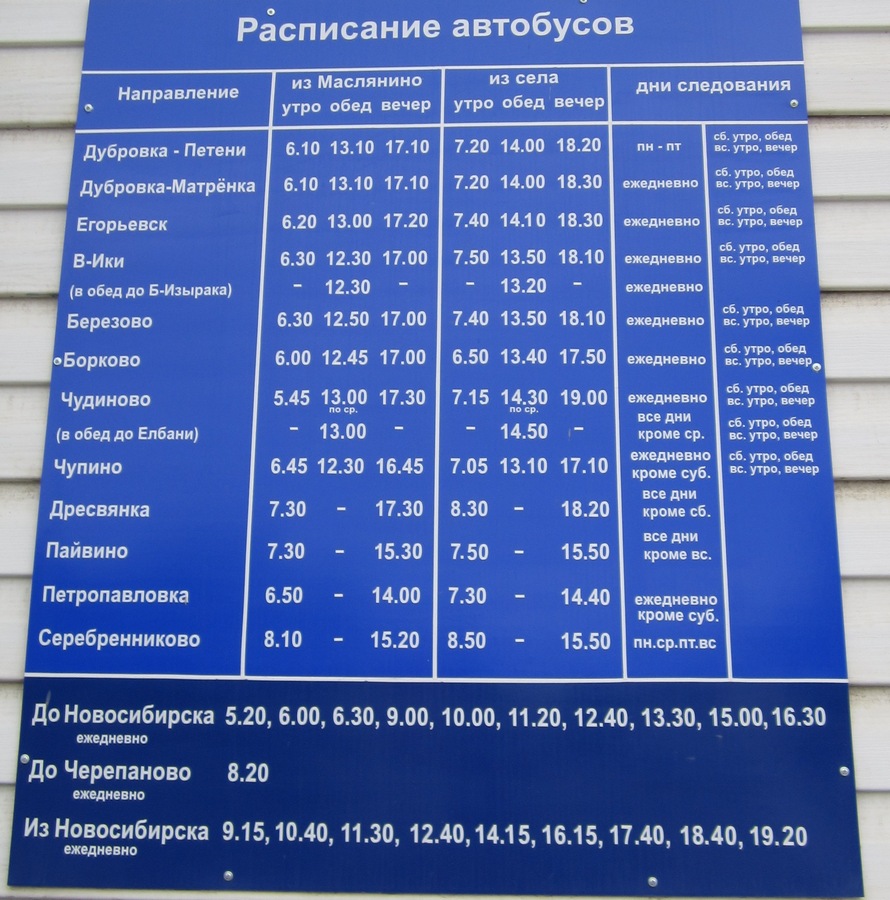 Расписание автобусов
Направление из Маслянино из села дни следования
утро обед вечер утро обед вечер
Дубровка - Петени 6.10 13.10 17.10 7.20 14.00 18.20 пн - пт сб. утро, обед
вс. утро, вечер
Дубровка-Матрёнка 6.10 13.10 17.10 7.20 14.00 18.30 ежедневно сб. утро, обед
вс. утро, вечер
Егорьевск 6.20 13.00 17.20 7.40 14.10 18.30 ежедневно сб. утро, обед
вс. утро, вечер
В-Ики 6.30 12.30 17.00 7.50 13.50 18.10 ежедневно сб. утро, обед
вс. утро, вечер
(в обед до Б-Изырака) - 12.30 - - 13.20 - ежедневно
Березово 6.30 12.50 17.00 7.40 13.50 18.10 ежедневно сб. утро, обед
вс. утро, вечер
Борково 6.00 12.45 17.00 6.50 13.40 17.50 ежедневно сб. утро, обед
вс. утро, вечер
Чудиново 5.45 13.00 17.30 7.15 14.30 19.00 ежедневно сб. утро, обед
вс. утро, вечер
по ср. по ср.
(в обед до Елбани) - 13.00 - - 14.50 - все дни сб. утро, обед
кроме ср. вс. утро, вечер
Чупино 6.45 12.30 16.45 7.05 13.10 17.10 ежедневно сб. утро, обед
кроме суб. вс. утро, вечер
Дресвянка 7.30 - 17.30 8.30 - 18.20 все дни
кроме сб.
Пайвино 7.30 - 15.30 7.50 - 15.50 все дни
кроме вс.
Петропавловка 6.50 - 14.00 7.30 - 14.40 ежедневно
кроме суб.
Серебренниково 8.10 - 15.20 8.50 - 15.50 пн.ср.пт.вс
До Новосибирска 5.20, 6.00, 6.30, 9.00, 10.00, 11.20, 12.40, 13.30, 15.00, 16.30
ежедневно
До Черепаново 8.20
ежедневно
Из Новосибирска 9.15, 10.40, 11.30, 12.40, 14.15, 16.15, 17.40, 18.40, 19.20
ежедневно